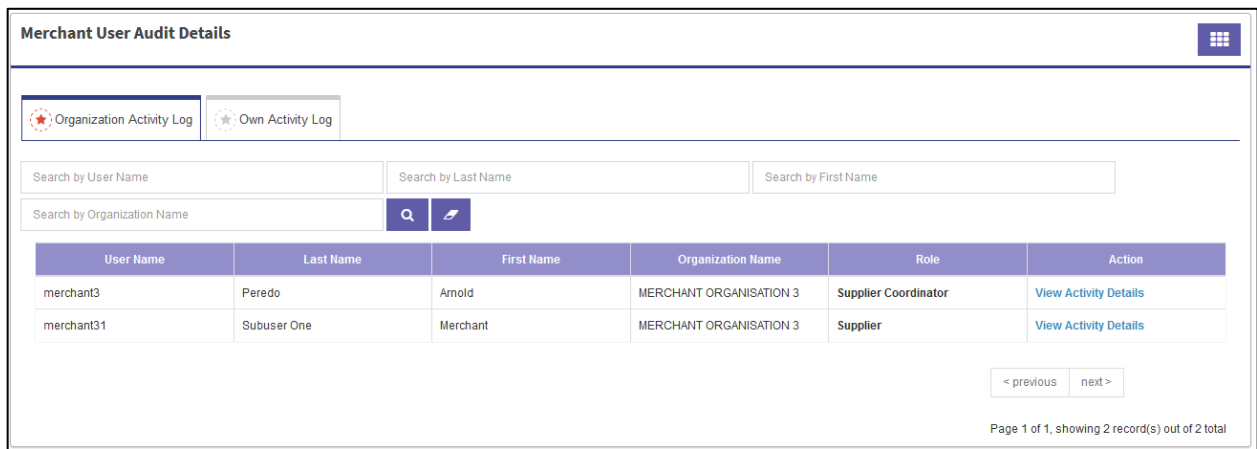 Merchant User Audit Details
Organization Activity Log Own Activity Log
Search by User Name Search by Last Name Search by First Name
Search by Organization Name
User Name Last Name First Name Organization Name Role Action
merchant3 Peredo Arnold MERCHANT ORGANISATION 3 Supplier Coordinator View Activity Details
merchant31 Subuser One Merchant MERCHANT ORGANISATION 3 Supplier View Activity Details
< previous next >
Page 1 of 1, showing 2 record(s) out of 2 total